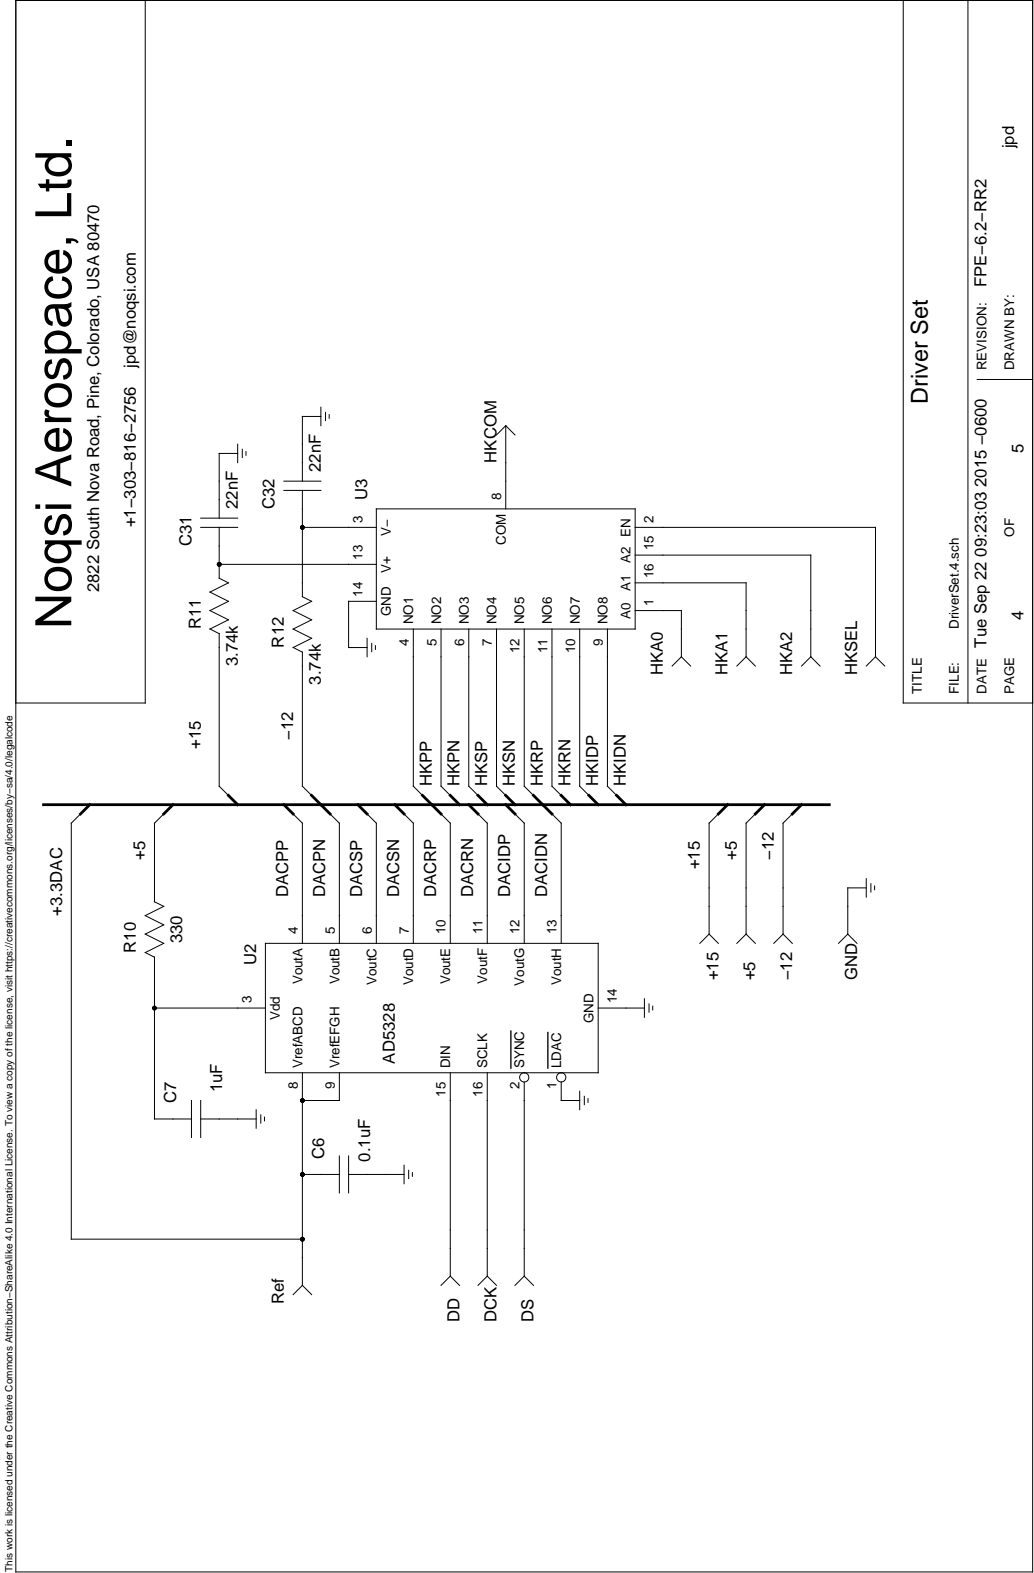 This work is licensed under the Creative Commons Attribution−ShareAlike 4.0 International License. To view a copy of the license, visit https://creativecommons.org/licenses/by−sa/4.0/legalcode
Noqsi Aerospace, Ltd.
2822 South Nova Road, Pine, Colorado, USA 80470
+1−303−816−2756 jpd@noqsi.com
+3.3DAC
R10
330
+5
C7
1uF
Ref
C6
0.1uF
U2
AD5328
3
Vdd
8
VrefABCD
9
VrefEFGH
15
DIN
16
SCLK
2
SYNC
1
LDAC
14
GND
DD
DCK
DS
VoutA
4
DACPP
VoutB
5
DACPN
VoutC
6
DACSP
VoutD
7
DACSN
VoutE
10
DACRP
VoutF
11
DACRN
VoutG
12
DACIDP
VoutH
13
DACIDN
+15
R11
3.74k
C31
22nF
−12
R12
3.74k
C32
22nF
U3
14
GND
13
V+
3
V−
HKPP
4
NO1
HKPN
5
NO2
HKSP
6
NO3
HKSN
7
NO4
HKRP
12
NO5
HKRN
11
NO6
HKIDP
10
NO7
HKIDN
9
NO8
COM
8
HKCOM
A0
1
HKA0
A1
16
HKA1
A2
15
HKA2
EN
2
HKSEL
+15
+15
+5
+5
−12
−12
GND
TITLE
Driver Set
FILE: DriverSet.4.sch
REVISION: FPE−6.2−RR2
DATE Tue Sep 22 09:23:03 2015 −0600
PAGE 4 OF 5
DRAWN BY: jpd